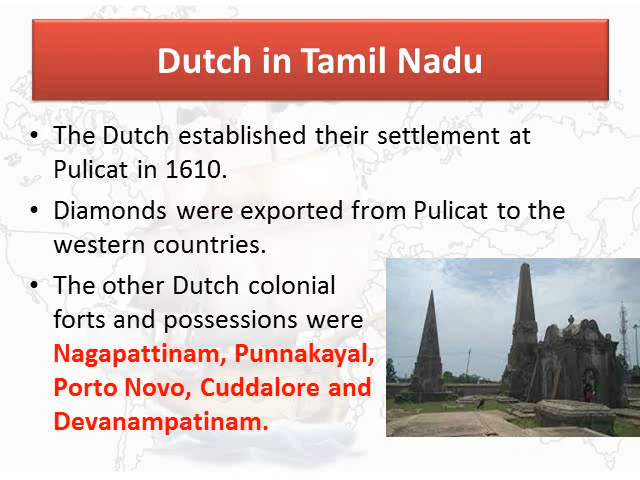 Dutch in Tamil Nadu
• The Dutch established their settlement at
Pulicat in 1610.
• Diamonds were exported from Pulicat to the
western countries.
• The other Dutch colonial
forts and possessions were
Nagapattinam, Punnakayal,
Porto Novo, Cuddalore and
Devanampatinam.